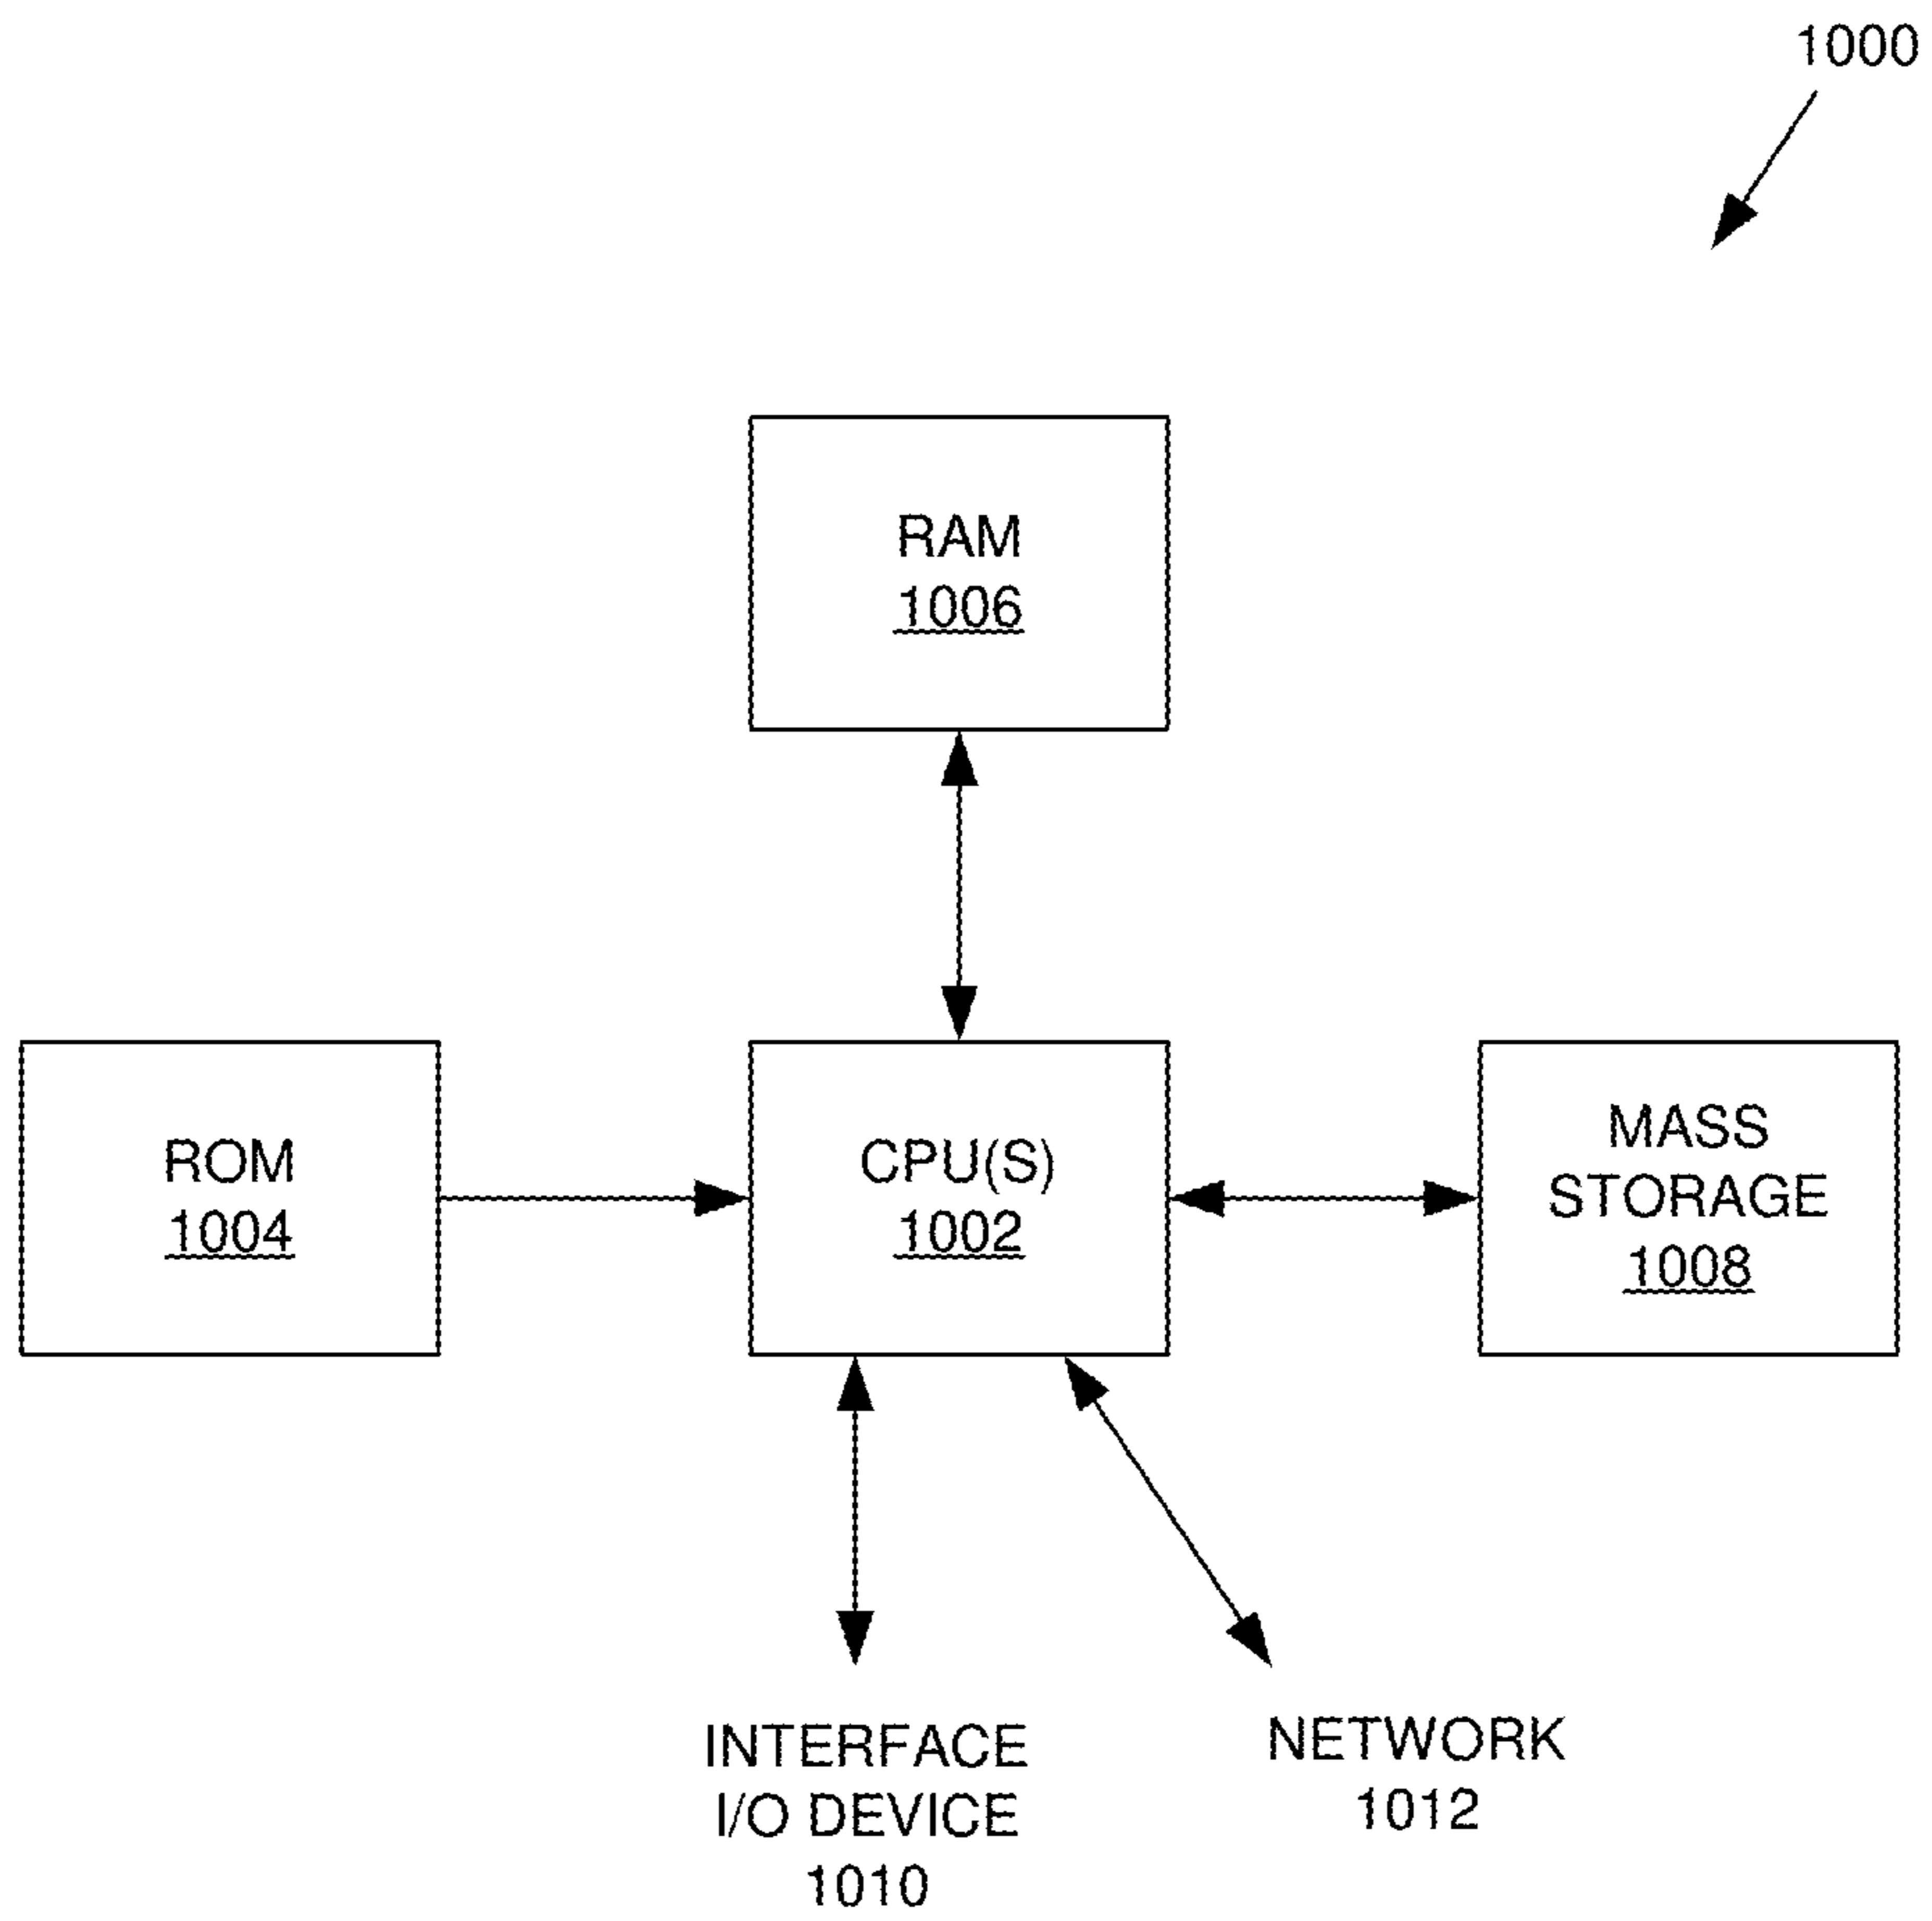 1000
RAM
1006
ROM
1004
CPU(S)
1002
MASS
STORAGE
1008
INTERFACE
I/O DEVICE
1010
NETWORK
1012